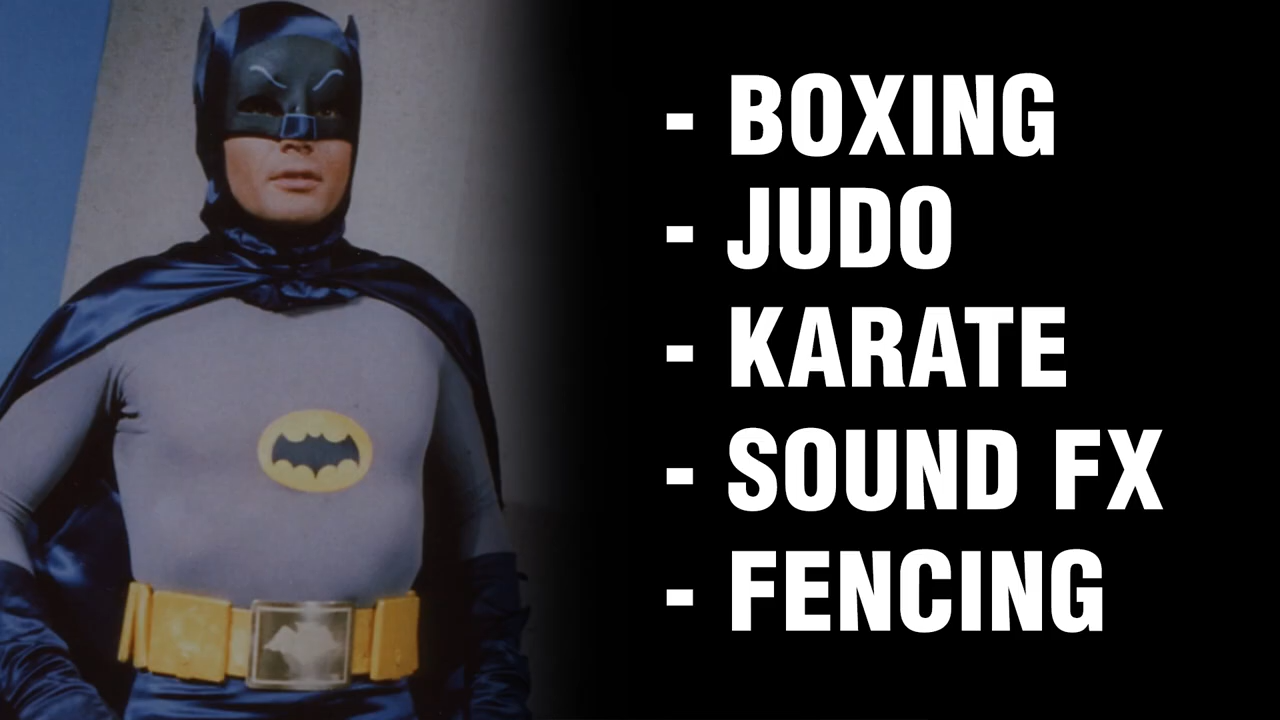 - BOXING
- JUDO
- KARATE
- SOUND FX
- FENCING